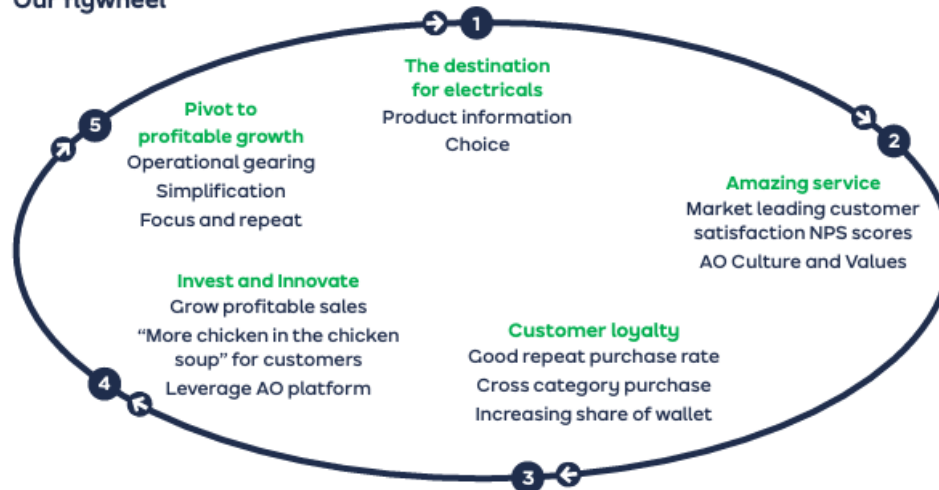 Our flywheel
1
The destination
for electricals
Product information
Choice
2
Amazing service
Market leading customer
satisfaction NPS scores
AO Culture and Values
3
Customer loyalty
Good repeat purchase rate
Cross category purchase
Increasing share of wallet
4
Invest and Innovate
Grow profitable sales
“More chicken in the chicken
soup” for customers
Leverage AO platform
5
Pivot to
profitable growth
Operational gearing
Simplification
Focus and repeat